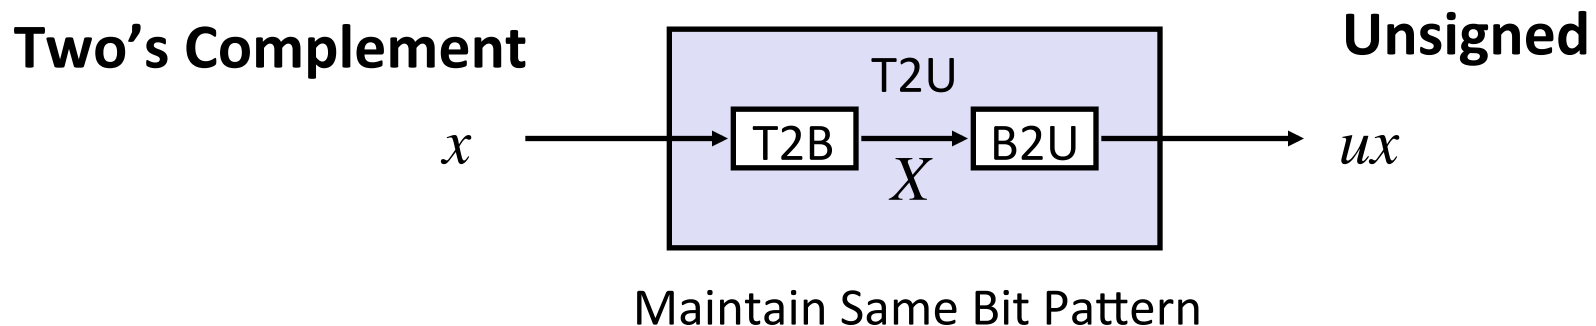 Two’s Complement
Unsigned
T2U
x
T2B
X
B2U
ux
Maintain Same Bit Pattern